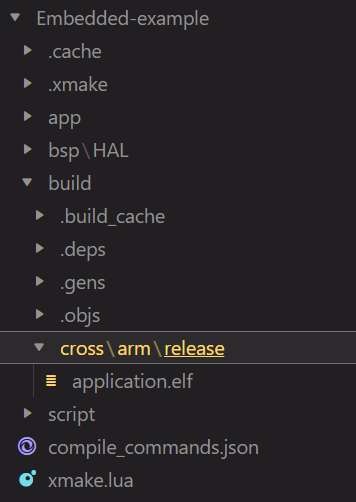 Embedded-example
.cache
.xmake
app
bsp\HAL
build
.build_cache
.deps
.gens
.objs
cross\arm\release
application.elf
script
compile_commands.json
xmake.lua